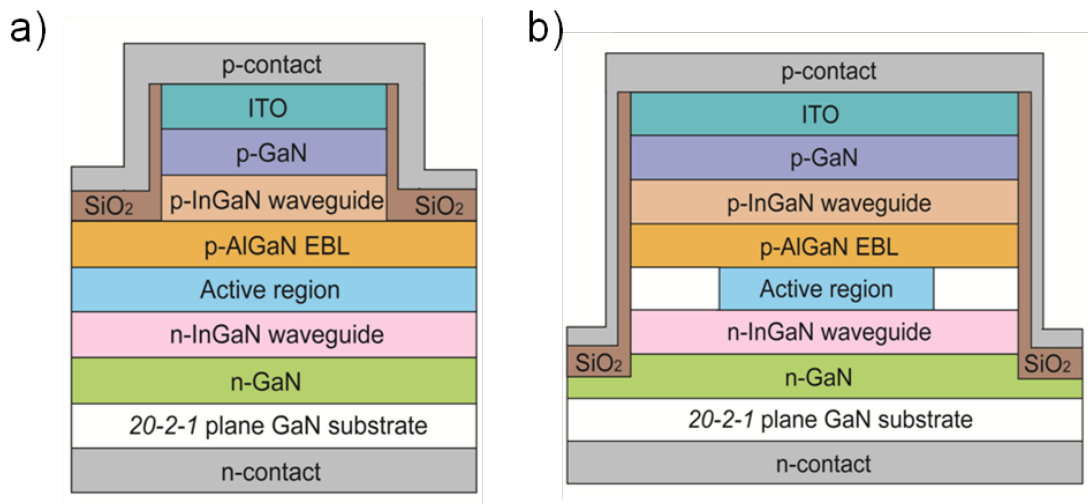 a)
p-contact
ITO
p-GaN
p-InGaN waveguide
SiO₂ SiO₂
p-AlGaN EBL
Active region
n-InGaN waveguide
n-GaN
20-2-1 plane GaN substrate
n-contact
b)
p-contact
ITO
p-GaN
p-InGaN waveguide
p-AlGaN EBL
Active region
n-InGaN waveguide
SiO₂ SiO₂
n-GaN
20-2-1 plane GaN substrate
n-contact